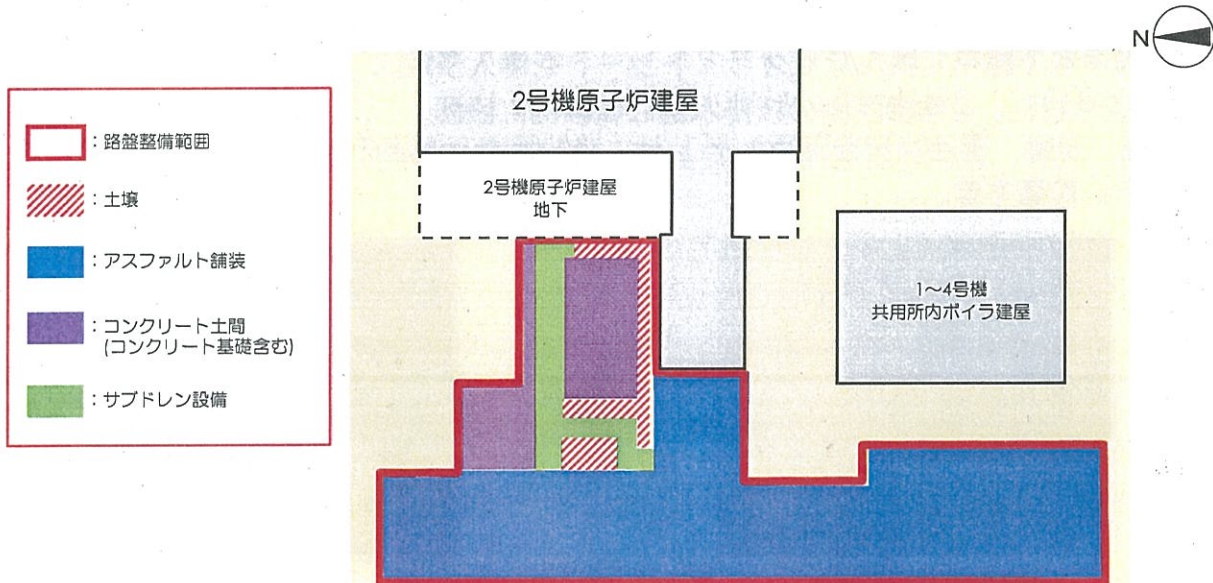 N
2号機原子炉建屋
:路盤整備範囲
:土壌
:アスファルト舗装
:コンクリート土間
(コンクリート基礎含む)
:サブドレン設備
2号機原子炉建屋
地下
1〜4号機
共用所内ボイラ建屋